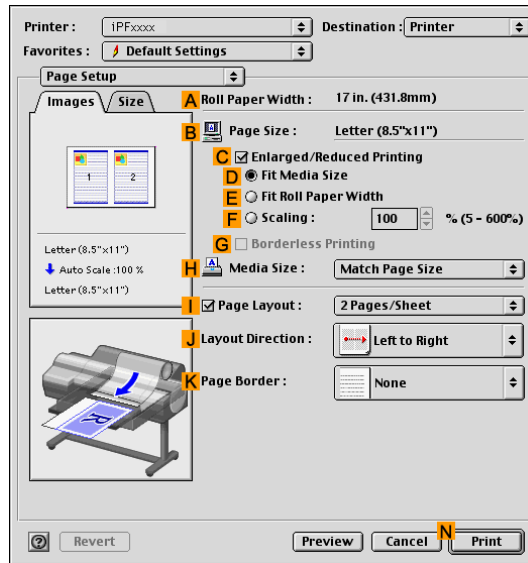 Printer : iPFxxxx Destination : Printer
Favorites : Default Settings
Page Setup
Images Size
A Roll Paper Width : 17 in. (431.8mm)
B Page Size : Letter (8.5"x11")
C Enlarged/Reduced Printing
1 2
D Fit Media Size
E Fit Roll Paper Width
F Scaling : 100 % (5 - 600%)
G Borderless Printing
Letter (8.5"x11")
Auto Scale :100 %
Letter (8.5"x11")
H Media Size : Match Page Size
I Page Layout : 2 Pages/Sheet
J Layout Direction : Left to Right
K Page Border : None
R
N
? Revert Preview Cancel Print